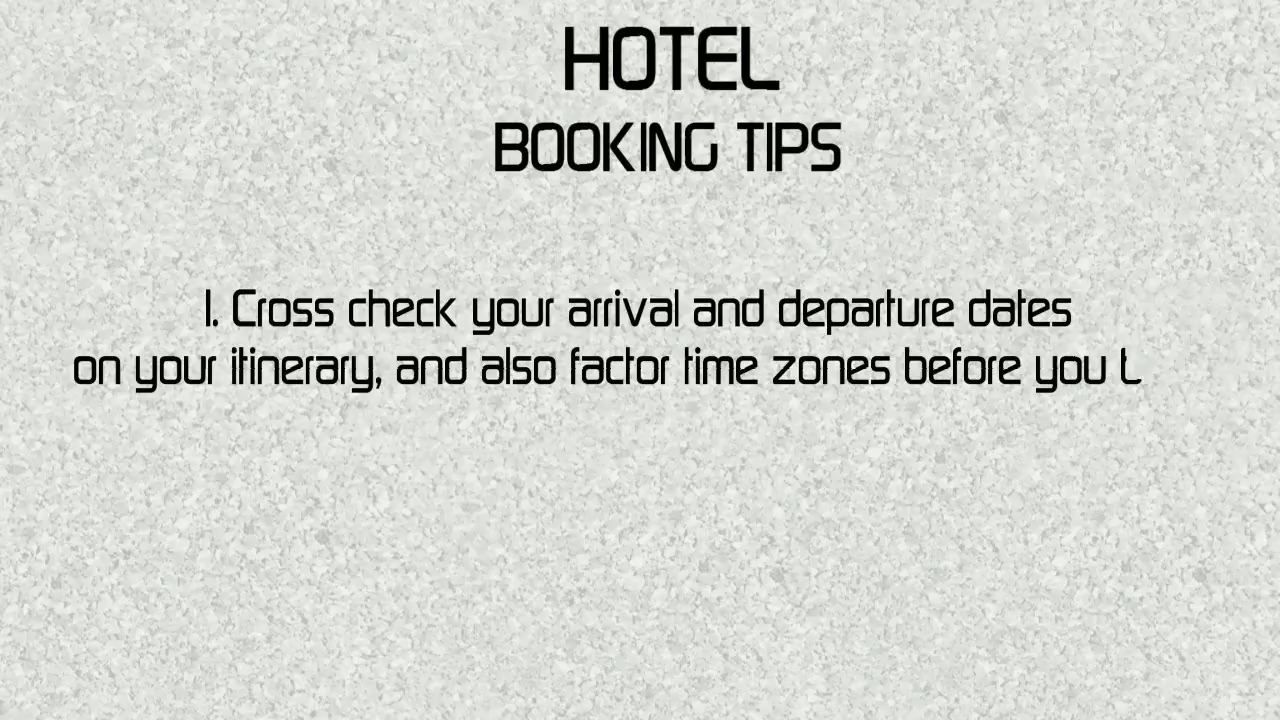 HOTEL
BOOKING TIPS
1. Cross check your arrival and departure dates
on your itinerary, and also factor time zones before you